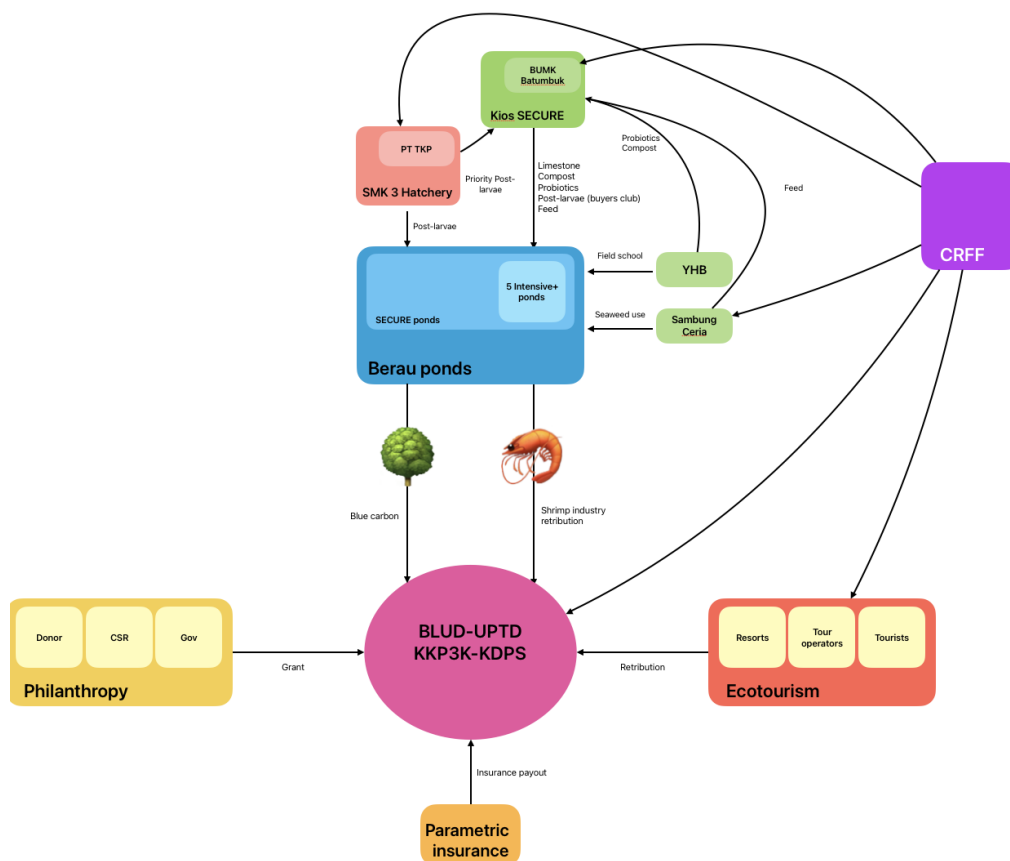 BUMK
Batumbuk
Kios SECURE
PT TKP
SMK 3 Hatchery
Priority Post-
larvae
Limestone
Compost
Probiotics
Post-larvae (buyers club)
Feed
Probiotics
Compost
Feed
CRFF
Post-larvae
Field school
YHB
5 Intensive+
ponds
SECURE ponds
Seaweed use
Sambung
Ceria
Berau ponds
Blue carbon
Shrimp industry
retribution
BLUD-UPTD
KKP3K-KDPS
Donor
CSR
Gov
Philanthropy
Grant
Retribution
Resorts
Tour
operators
Tourists
Ecotourism
Insurance payout
Parametric
insurance